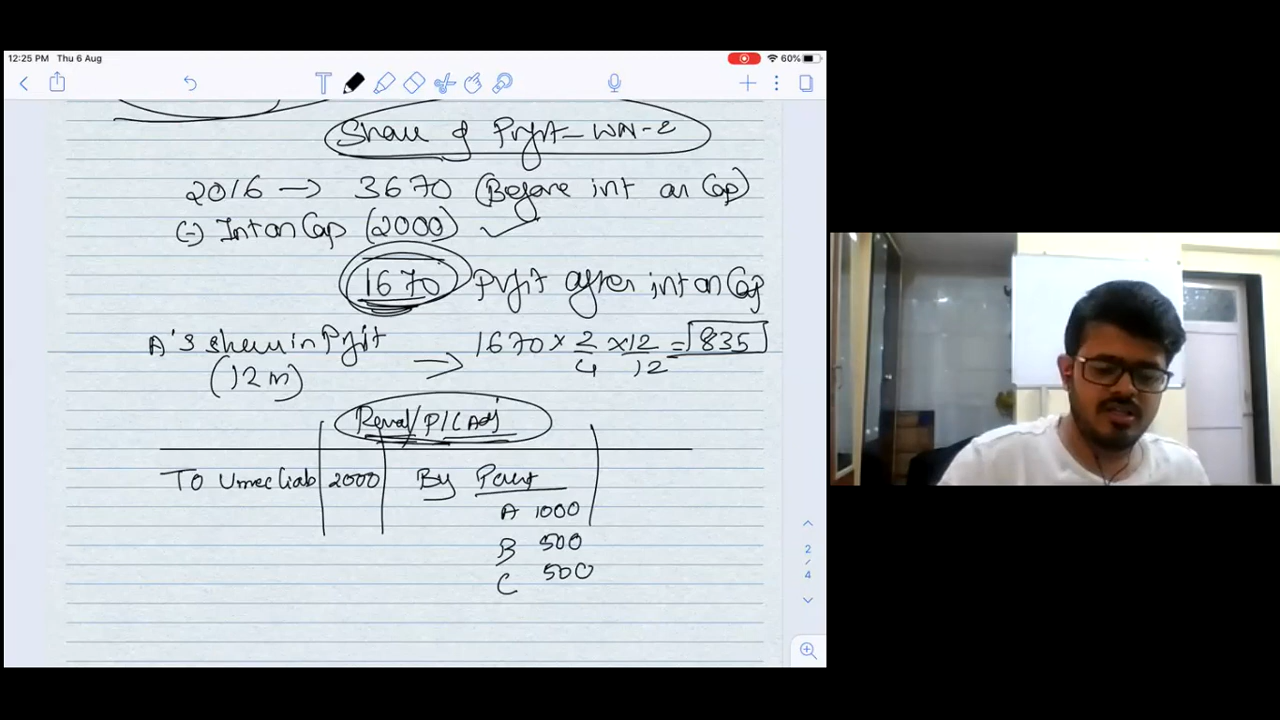 12:25 PM Thu 6 Aug
60%
T
Share of Profit - WN-2
2016 → 3670 (Before int on Cap)
(-) Int on Cap (2000) ✓
1670 Profit after int on Cap
A's share in Profit → 1670 × 2/4 × 12/12 = 835
(12m)
Reval/P/L Adj
To Unrec liab 2000 By Part
A 1000
B 500
C 500
2
/
4